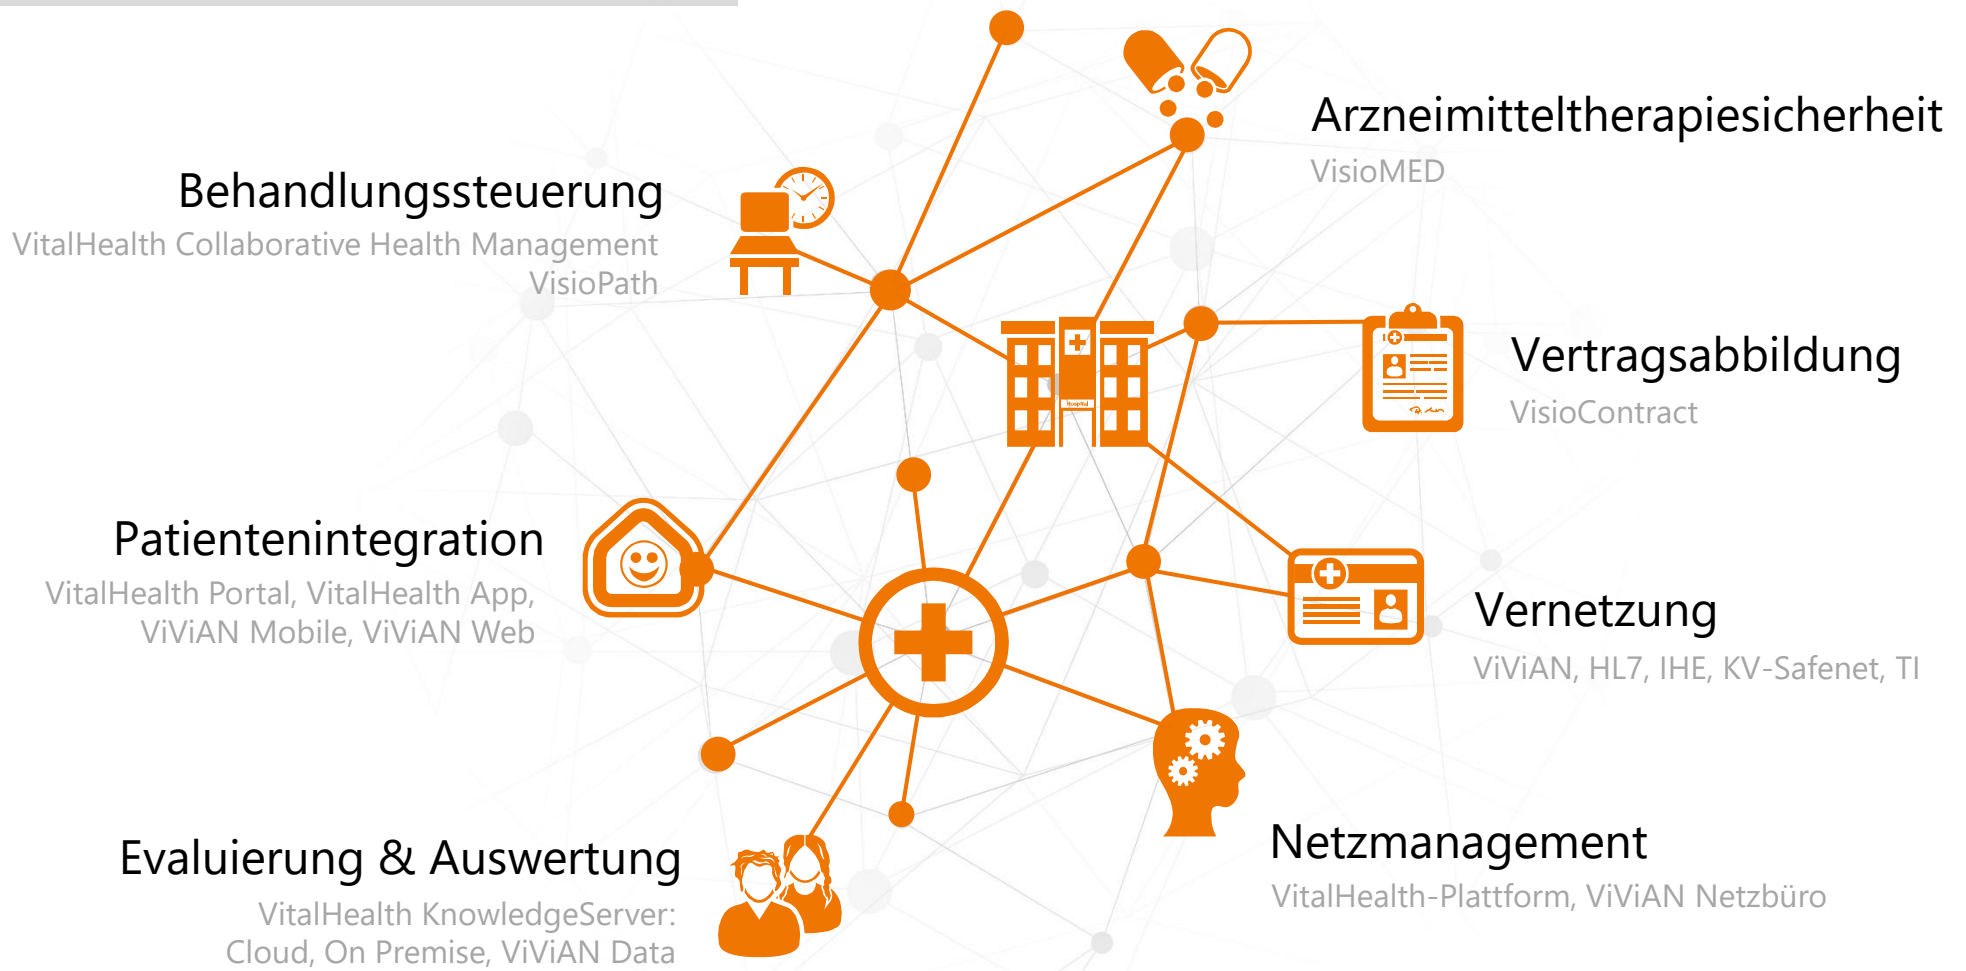 Arzneimitteltherapiesicherheit
VisioMED
Behandlungssteuerung
VitalHealth Collaborative Health Management
VisioPath
Vertragsabbildung
VisioContract
Hospital
Patientenintegration
VitalHealth Portal, VitalHealth App,
ViViAN Mobile, ViViAN Web
Vernetzung
ViViAN, HL7, IHE, KV-Safenet, TI
Evaluierung & Auswertung
VitalHealth KnowledgeServer:
Cloud, On Premise, ViViAN Data
Netzmanagement
VitalHealth-Plattform, ViViAN Netzbüro